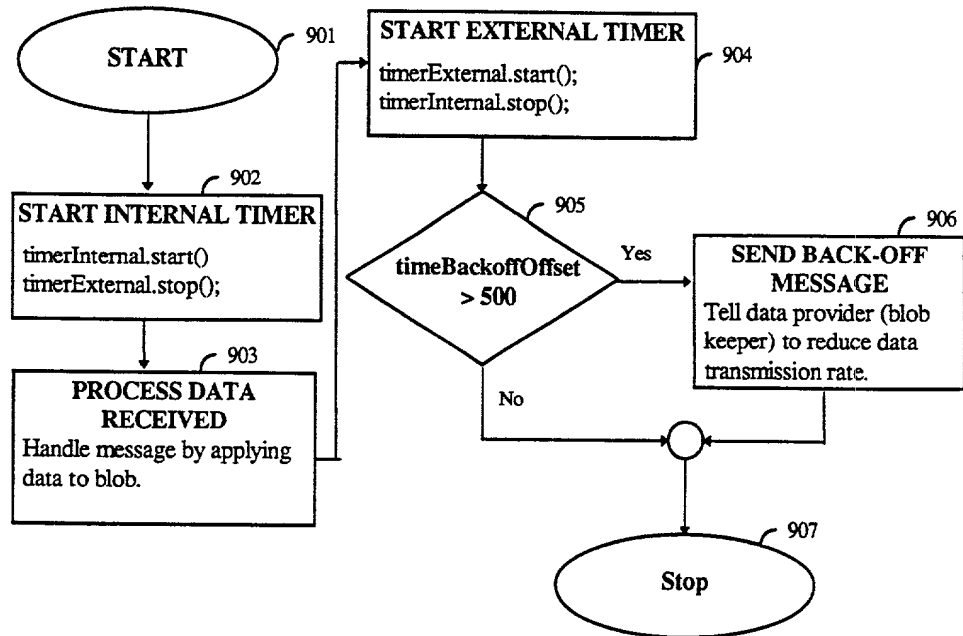 START
901
902
START INTERNAL TIMER
timerInternal.start()
timerExternal.stop();
903
PROCESS DATA
RECEIVED
Handle message by applying
data to blob.
START EXTERNAL TIMER
904
timerExternal.start();
timerInternal.stop();
905
timeBackoffOffset
> 500
Yes
No
906
SEND BACK-OFF
MESSAGE
Tell data provider (blob
keeper) to reduce data
transmission rate.
907
Stop